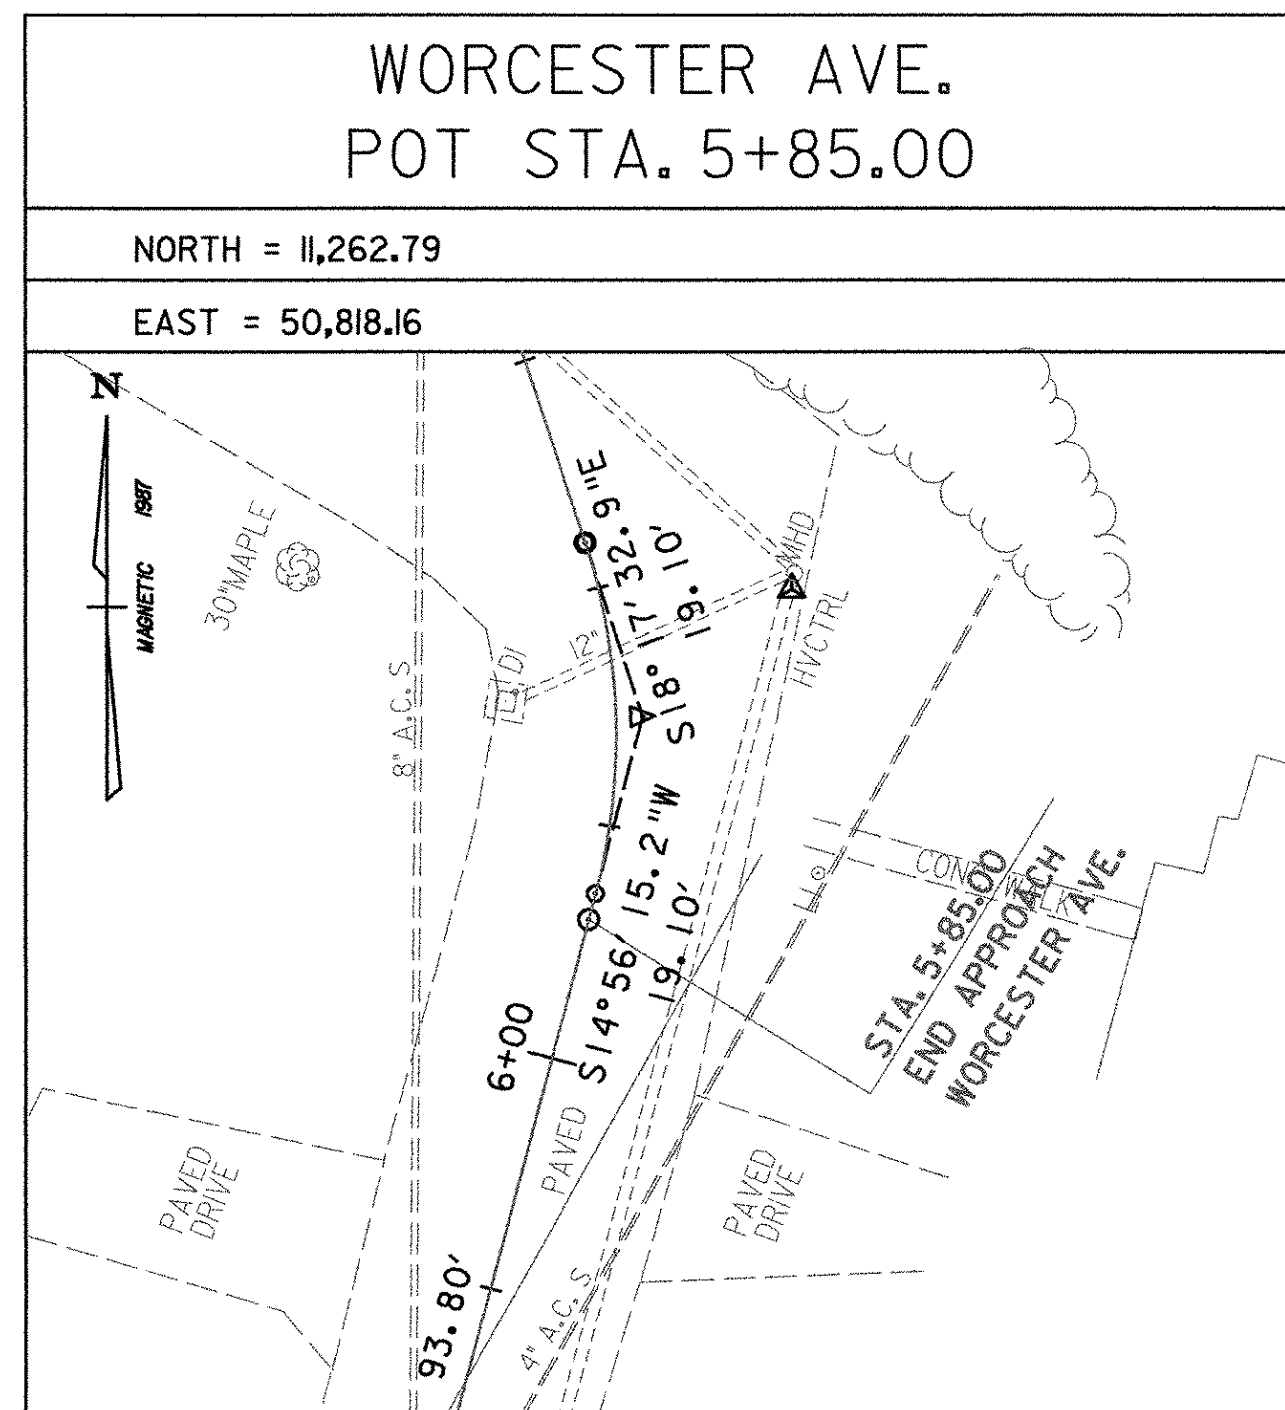 WORCESTER AVE.
POT STA. 5+85.00
NORTH = 11,262.79
EAST = 50,818.16
N
MAGNETIC 1987
30"MAPLE
8" A.C. S
DI
12"
MHD
HVCTRL
S18° 17' 32.9"E
19.10'
S14°56' 15.2"W
19.10'
6+00
93.80'
PAVED
4" A.C. S
PAVED
DRIVE
PAVED
DRIVE
LL
STA. 5+85.00
END APPROACH
WORCESTER AVE.